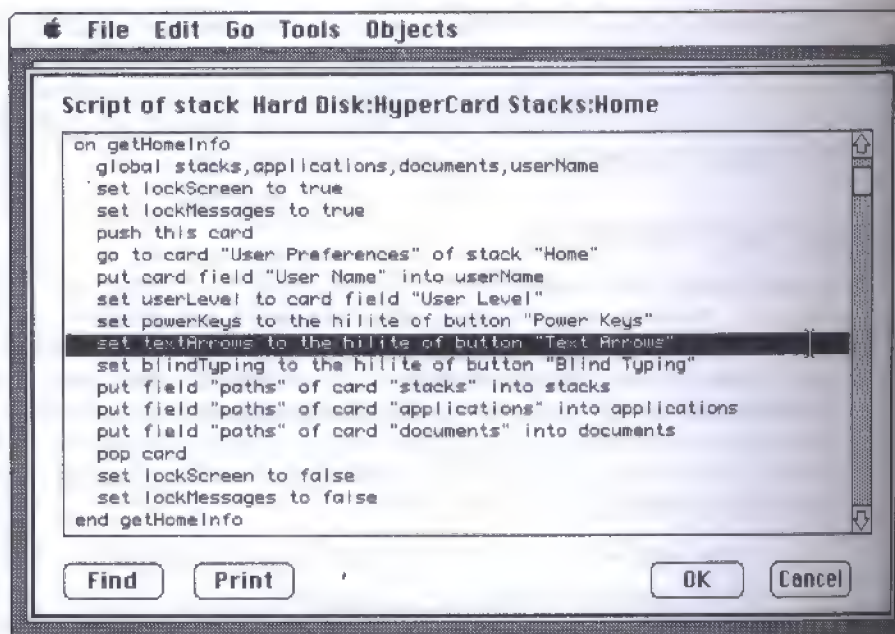 File Edit Go Tools Objects
Script of stack Hard Disk:HyperCard Stacks:Home
on getHomeInfo
global stacks,applications,documents,userName
set lockScreen to true
set lockMessages to true
push this card
go to card "User Preferences" of stack "Home"
put card field "User Name" into userName
set userLevel to card field "User Level"
set powerKeys to the hilite of button "Power Keys"
set textArrows to the hilite of button "Text Arrows"
set blindTyping to the hilite of button "Blind Typing"
put field "paths" of card "stacks" into stacks
put field "paths" of card "applications" into applications
put field "paths" of card "documents" into documents
pop card
set lockScreen to false
set lockMessages to false
end getHomeInfo
Find Print OK Cancel